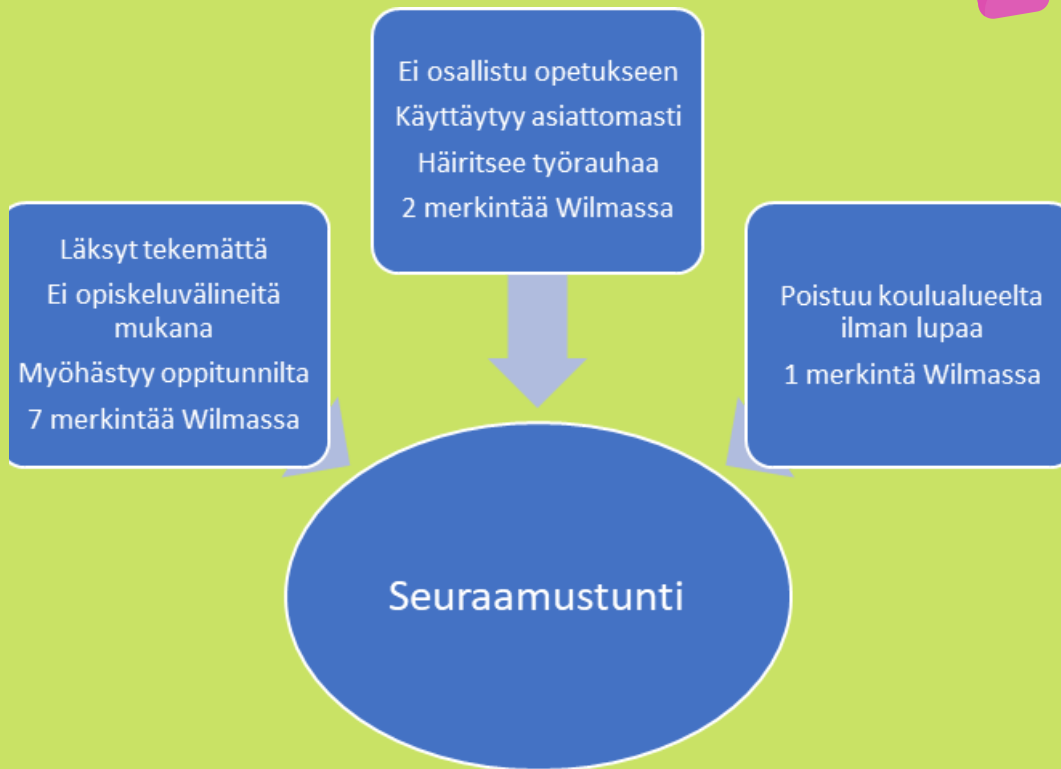 Ei osallistu opetukseen
Käyttäytyy asiattomasti
Häiritsee työrauhaa
2 merkintää Wilmassa
Läksyt tekemättä
Ei opiskeluvälineitä
mukana
Myöhästyy oppitunnilta
7 merkintää Wilmassa
Poistuu koulualueelta
ilman lupaa
1 merkintä Wilmassa
Seuraamustunti